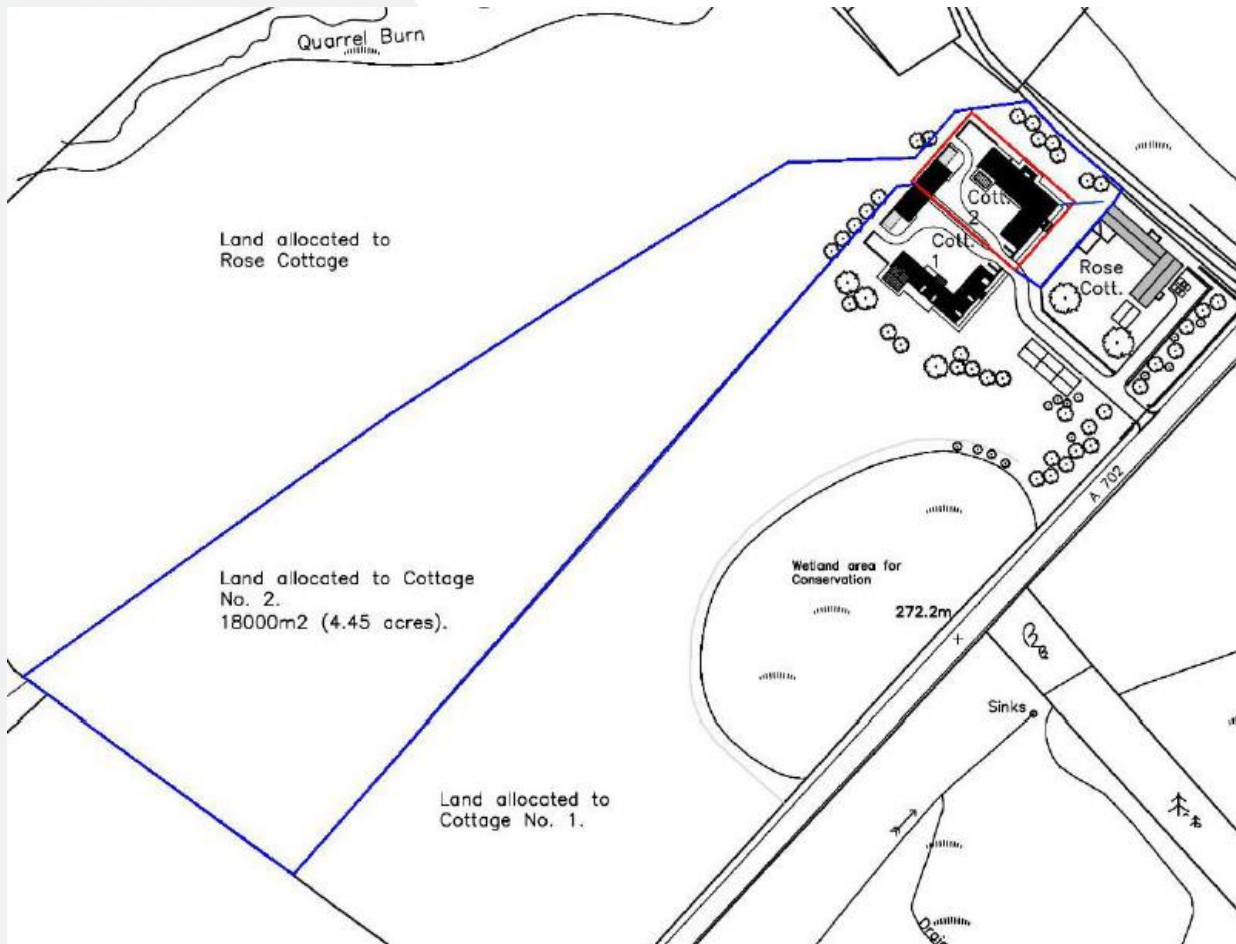 Quarrel Burn
Land allocated to
Rose Cottage
Cott.
2
Cott.
1
Rose
Cott.
A 702
Land allocated to Cottage
No. 2.
18000m2 (4.45 acres).
Wetland area for
Conservation
272.2m
Sinks
Land allocated to
Cottage No. 1.